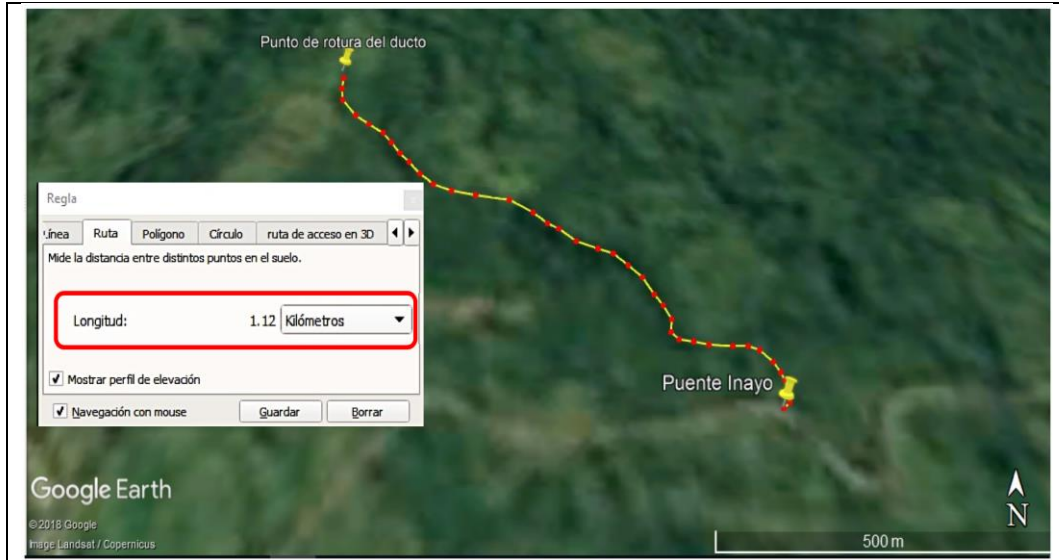 Punto de rotura del ducto
Regla
ínea Ruta Polígono Círculo ruta de acceso en 3D
Mide la distancia entre distintos puntos en el suelo.
Longitud: 1.12 Kilómetros
Mostrar perfil de elevación
Navegación con mouse Guardar Borrar
Puente Inayo
Google Earth
© 2018 Google
Image Landsat / Copernicus
N
500 m